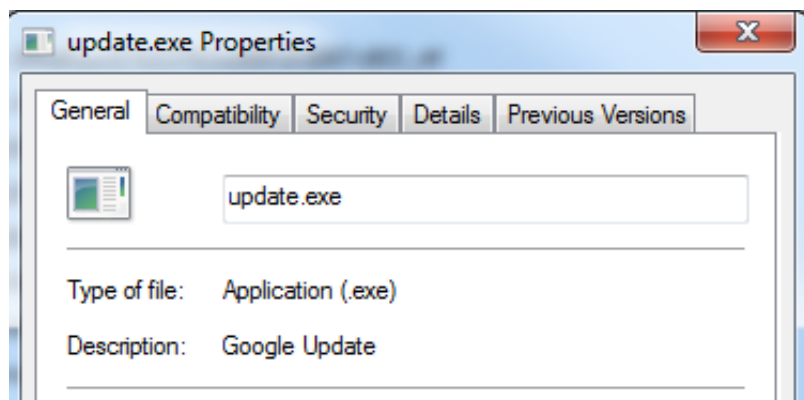 update.exe Properties
General Compatibility Security Details Previous Versions
update.exe
Type of file: Application (.exe)
Description: Google Update